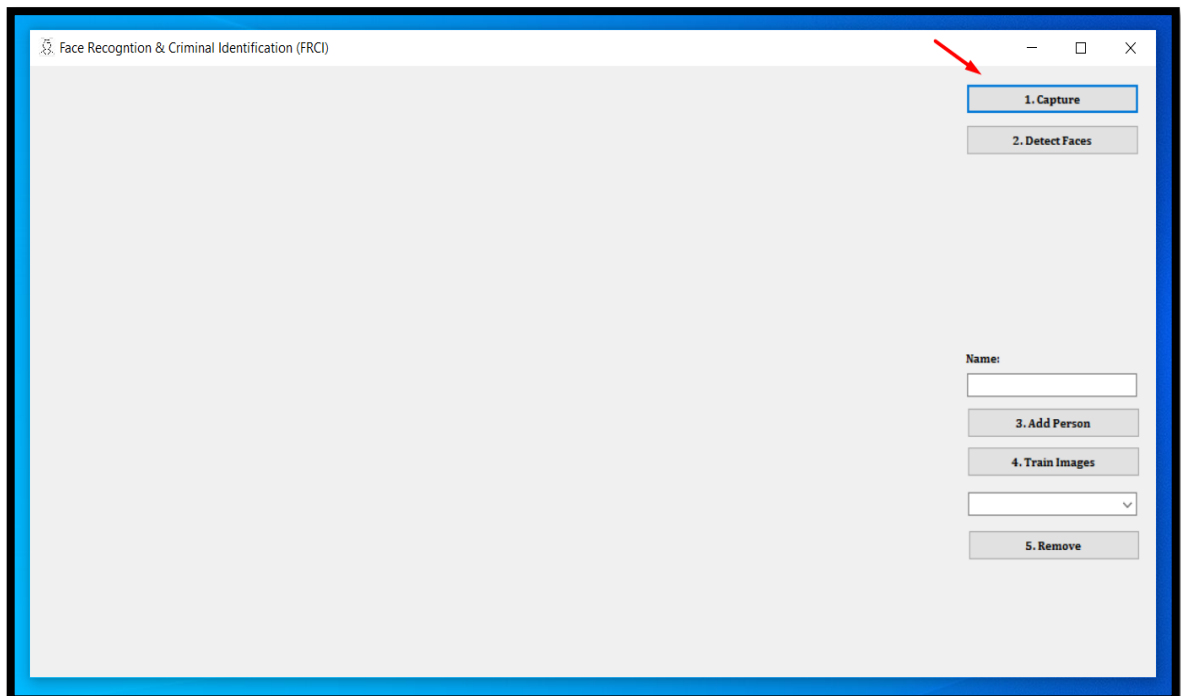 Face Recogntion & Criminal Identification (FRCI)
1. Capture
2. Detect Faces
Name:
3. Add Person
4. Train Images
5. Remove